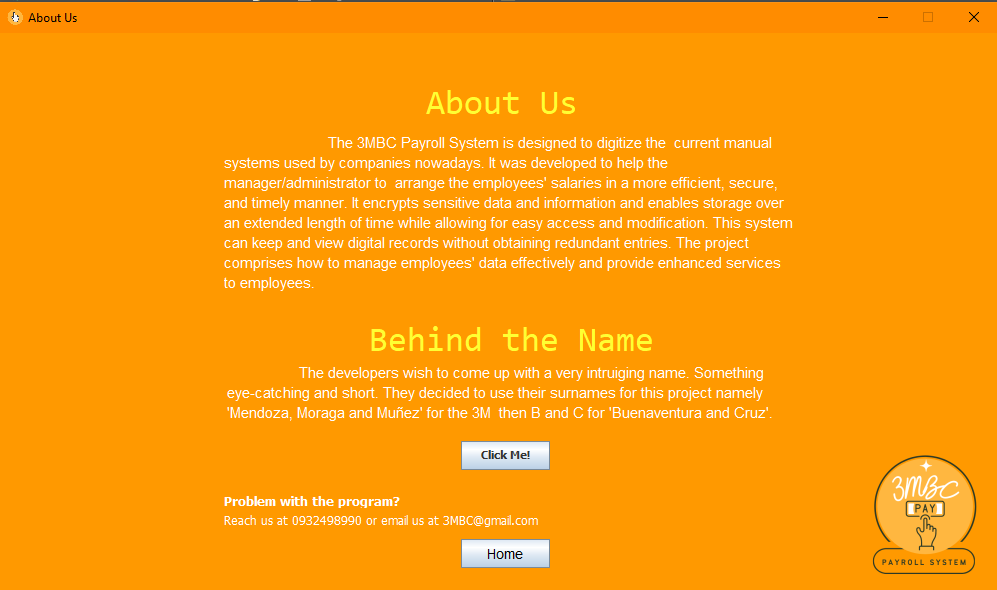 About Us
About Us
The 3MBC Payroll System is designed to digitize the  current manual
systems used by companies nowadays. It was developed to help the
manager/administrator to  arrange the employees' salaries in a more efficient, secure,
and timely manner. It encrypts sensitive data and information and enables storage over
an extended length of time while allowing for easy access and modification. This system
can keep and view digital records without obtaining redundant entries. The project
comprises how to manage employees' data effectively and provide enhanced services
to employees.
Behind the Name
The developers wish to come up with a very intruiging name. Something
eye-catching and short. They decided to use their surnames for this project namely
'Mendoza, Moraga and Muñez' for the 3M  then B and C for 'Buenaventura and Cruz'.
Click Me!
Problem with the program?
Reach us at 0932498990 or email us at 3MBC@gmail.com
Home
3MBC
PAY
PAYROLL SYSTEM